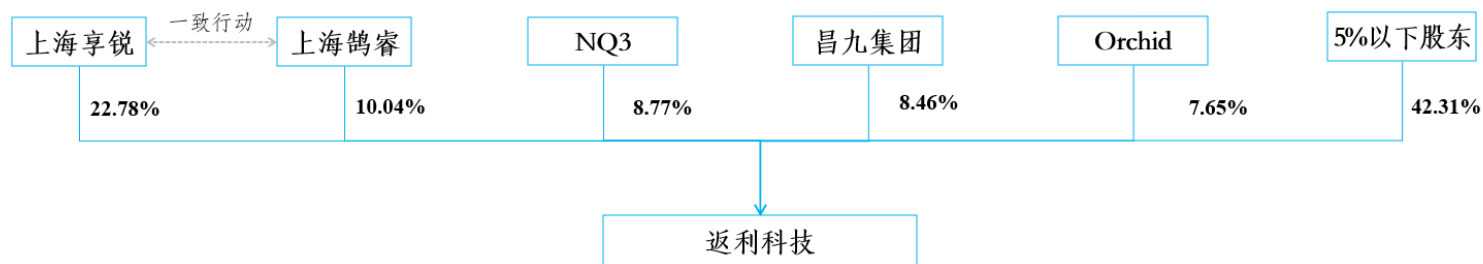 一致行动
上海享锐
上海鹄睿
NQ3
昌九集团
Orchid
5%以下股东
22.78%
10.04%
8.77%
8.46%
7.65%
42.31%
返利科技